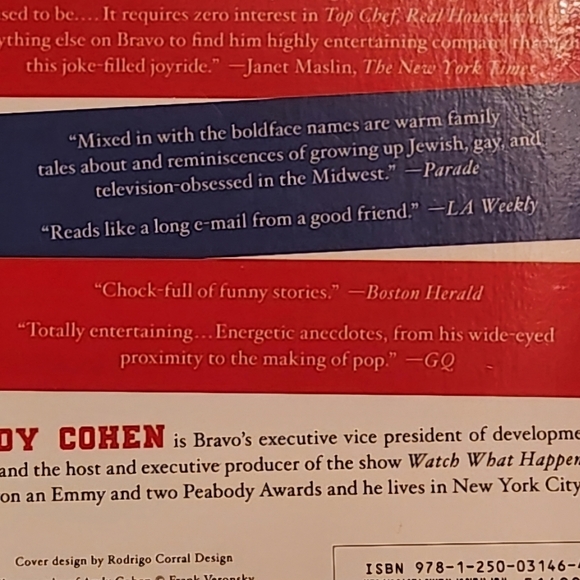 sed to be.... It requires zero interest in Top Chef, Real
ything else on Bravo to find him highly entertaining company
this joke-filled joyride.” —Janet Maslin, The New York Times
“Mixed in with the boldface names are warm family
tales about and reminiscences of growing up Jewish, gay, and
television-obsessed in the Midwest.” —Parade
“Reads like a long e-mail from a good friend.” —LA Weekly
“Chock-full of funny stories.” —Boston Herald
“Totally entertaining...Energetic anecdotes, from his wide-eyed
proximity to the making of pop.” —GQ
DY COHEN is Bravo’s executive vice president of developme
and the host and executive producer of the show Watch What Happen
on an Emmy and two Peabody Awards and he lives in New York City
Cover design by Rodrigo Corral Design
ISBN 978-1-250-03146-